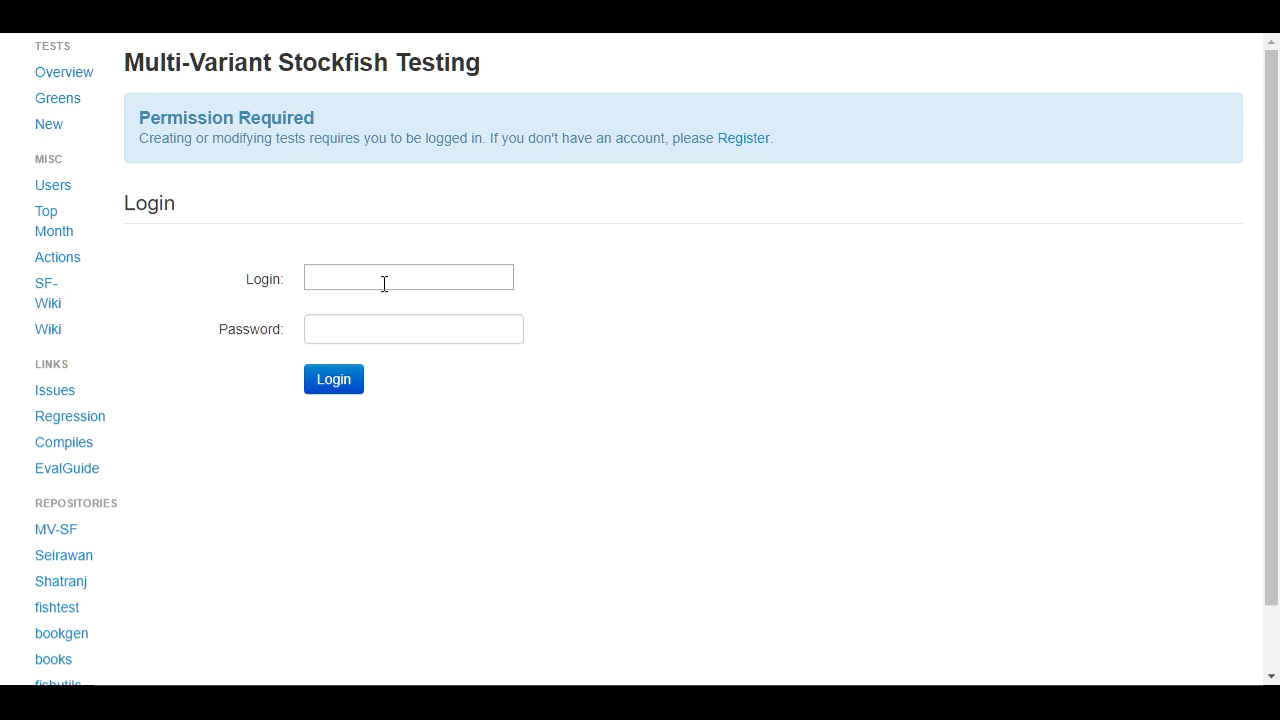 TESTS
Overview
Greens
New
MISC
Users
Top
Month
Actions
SF-
Wiki
Wiki
LINKS
Issues
Regression
Compiles
EvalGuide
REPOSITORIES
MV-SF
Seirawan
Shatranj
fishtest
bookgen
books
fishutils
Multi-Variant Stockfish Testing
Permission Required
Creating or modifying tests requires you to be logged in. If you don't have an account, please Register.
Login
Login:
Password:
Login